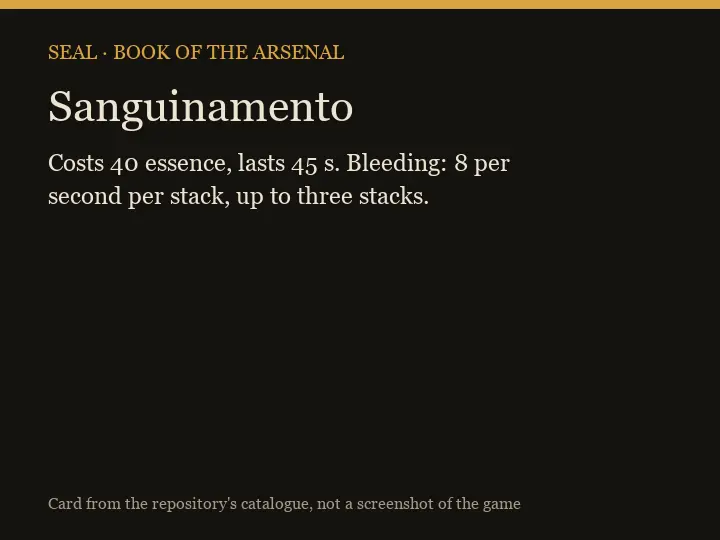 SEAL · BOOK OF THE ARSENAL
Sanguinamento
Costs 40 essence, lasts 45 s. Bleeding: 8 per
second per stack, up to three stacks.
Card from the repository's catalogue, not a screenshot of the game